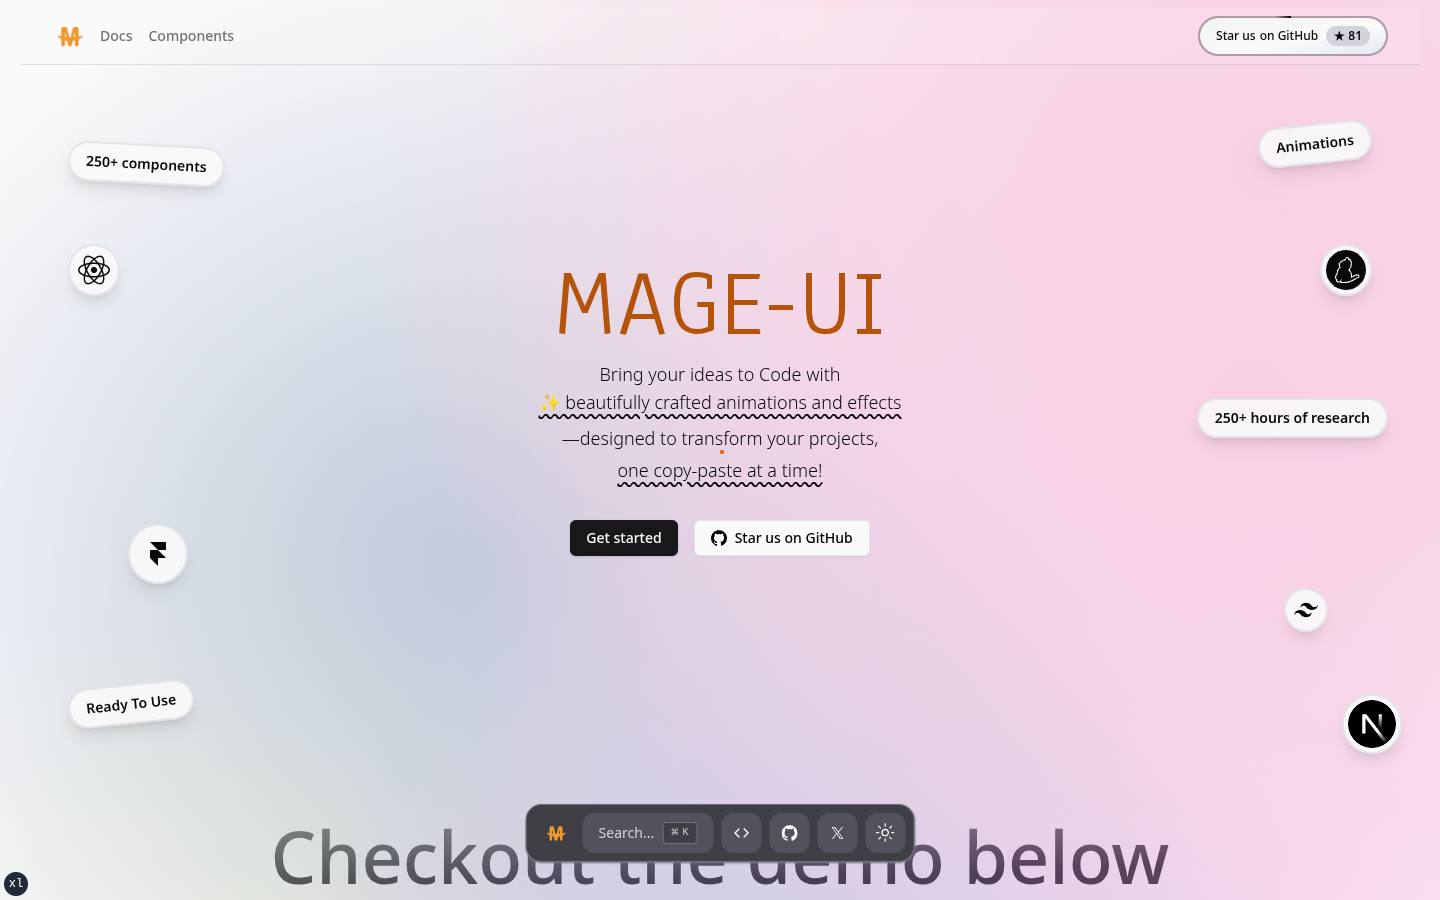 Docs Components
Star us on GitHub ★ 81
250+ components
Animations
MAGE-UI
Bring your ideas to Code with
✨ beautifully crafted animations and effects
—designed to transform your projects,
one copy-paste at a time!
250+ hours of research
Get started
Star us on GitHub
Ready To Use
Search... ⌘ K
Checkout the demo below
xl